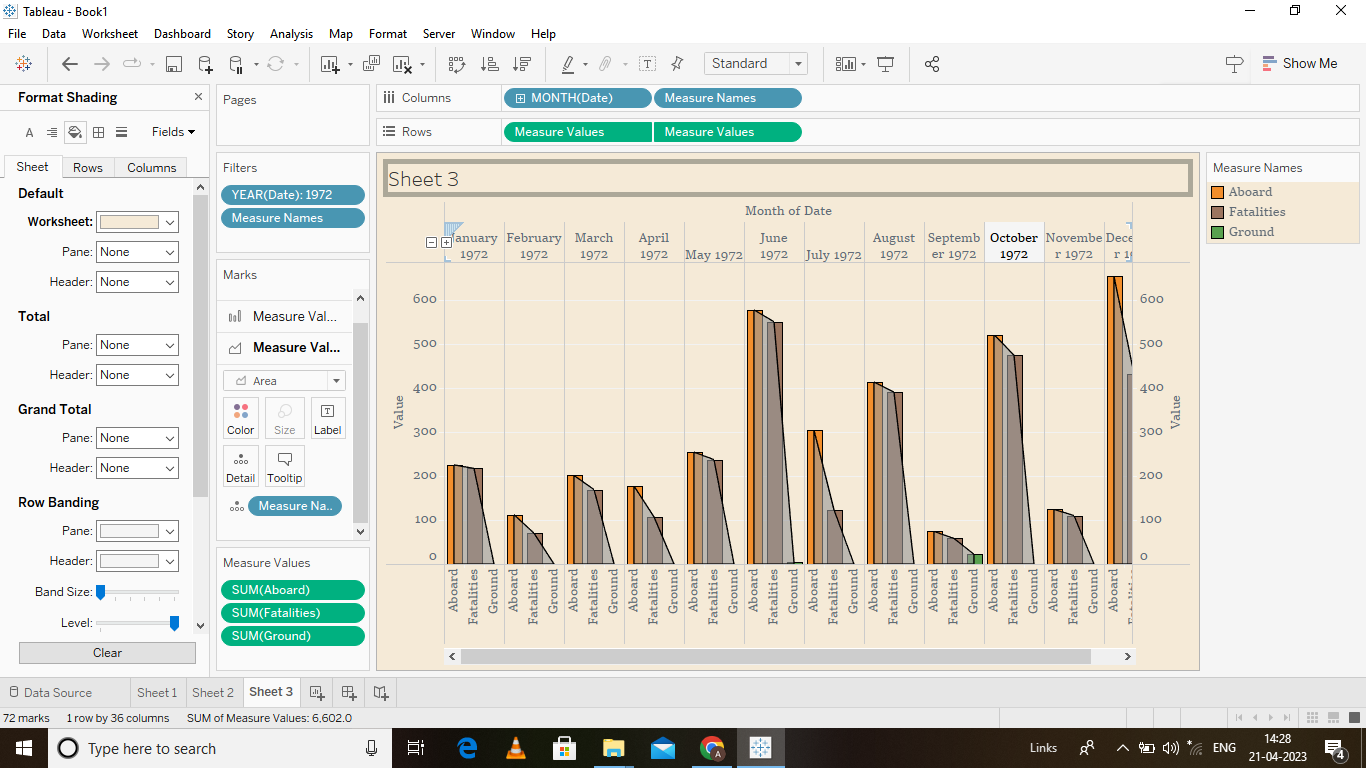 Tableau - Book1
File Data Worksheet Dashboard Story Analysis Map Format Server Window Help
Standard
Show Me
Format Shading
Fields
Sheet Rows Columns
Default
Worksheet:
Pane: None
Header: None
Total
Pane: None
Header: None
Grand Total
Pane: None
Header: None
Row Banding
Pane:
Header:
Band Size:
Level:
Clear
Pages
Filters
YEAR(Date): 1972
Measure Names
Marks
Measure Val...
Measure Val...
Area
Color Size Label
Detail Tooltip
Measure Na..
Measure Values
SUM(Aboard)
SUM(Fatalities)
SUM(Ground)
Columns MONTH(Date) Measure Names
Rows Measure Values Measure Values
Sheet 3
Month of Date
January 1972
February 1972
March 1972
April 1972
May 1972
June 1972
July 1972
August 1972
Septemb er 1972
October 1972
Novembe r 1972
Dece
600 600
500 500
400 400
300 300
200 200
100 100
0 0
Value
Value
Aboard Fatalities Ground
Aboard Fatalities Ground
Aboard Fatalities Ground
Aboard Fatalities Ground
Aboard Fatalities Ground
Aboard Fatalities Ground
Aboard Fatalities Ground
Aboard Fatalities Ground
Aboard Fatalities Ground
Aboard Fatalities Ground
Aboard Fatalities Ground
Aboard
Measure Names
Aboard
Fatalities
Ground
Data Source Sheet 1 Sheet 2 Sheet 3
72 marks 1 row by 36 columns SUM of Measure Values: 6,602.0
Type here to search
Links
ENG
14:28
21-04-2023
4